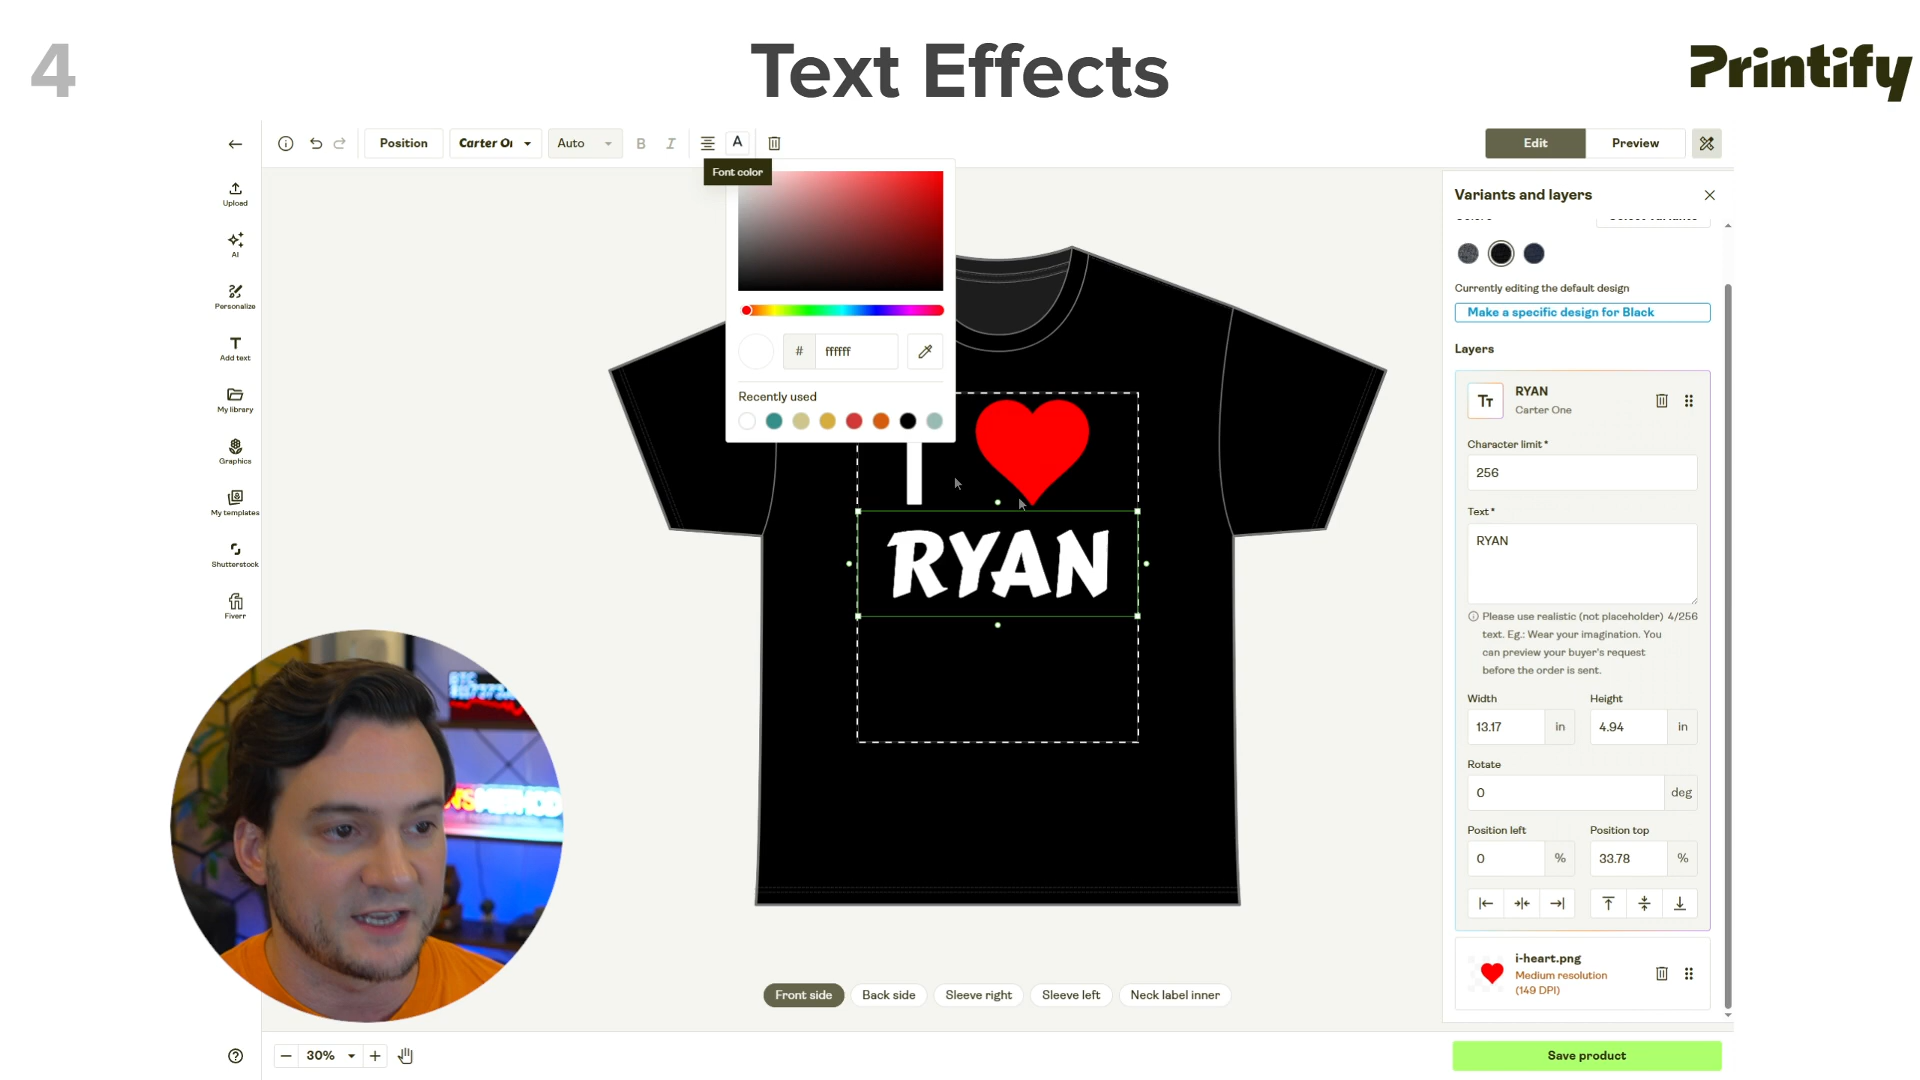 4
Text Effects
Printify
Position
Carter O
Auto
B
I
A
Edit
Preview
Font color
Upload
AI
Personalize
Add text
My library
Graphics
My templates
Shutterstock
Fiverr
# ffffff
Recently used
I
RYAN
Variants and layers
Currently editing the default design
Make a specific design for Black
Layers
Tт
RYAN
Carter One
Character limit*
256
Text*
RYAN
Please use realistic (not placeholder) 4/256
text. Eg.: Wear your imagination. You
can preview your buyer's request
before the order is sent.
Width
Height
13.17 in
4.94 in
Rotate
0 deg
Position left
Position top
0 %
33.78 %
i-heart.png
Medium resolution
(149 DPI)
Front side
Back side
Sleeve right
Sleeve left
Neck label inner
30%
Save product